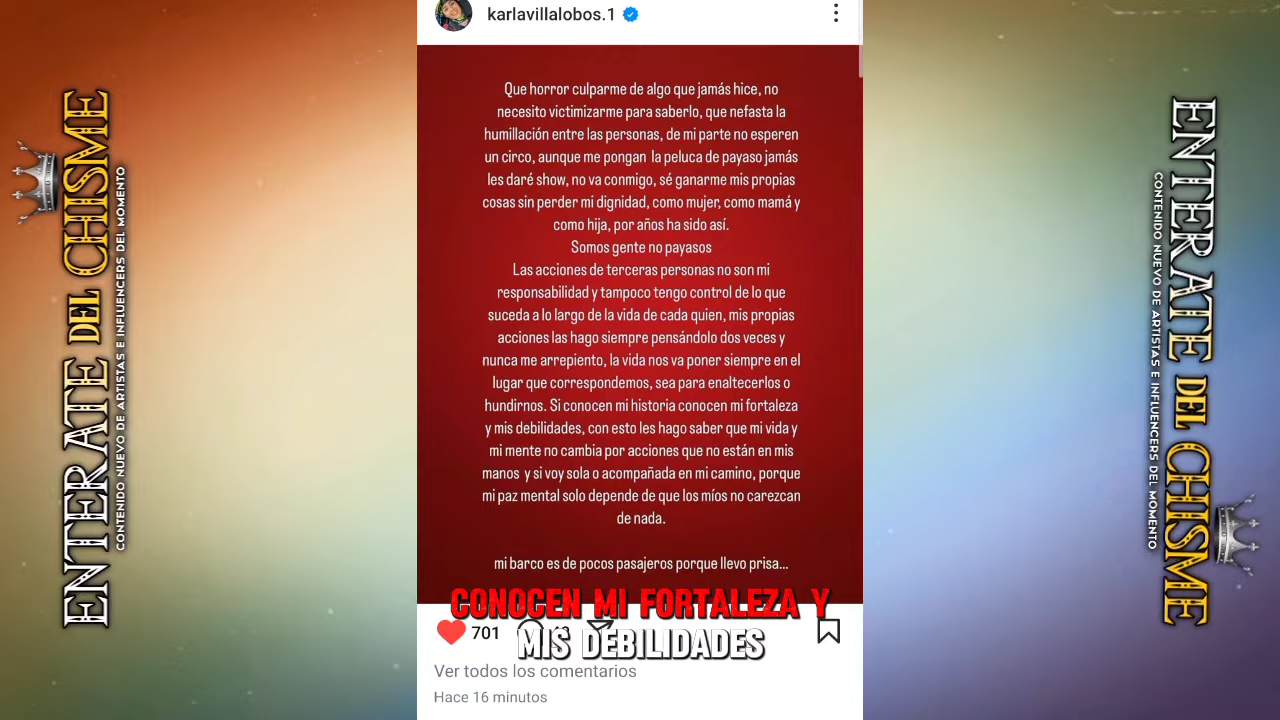 karlavillalobos.1
Que horror culparme de algo que jamás hice, no
necesito victimizarme para saberlo, que nefasta la
humillación entre las personas, de mi parte no esperen
un circo, aunque me pongan la peluca de payaso jamás
les daré show, no va conmigo, sé ganarme mis propias
cosas sin perder mi dignidad, como mujer, como mamá y
como hija, por años ha sido así.
Somos gente no payasos
Las acciones de terceras personas no son mi
responsabilidad y tampoco tengo control de lo que
suceda a lo largo de la vida de cada quien, mis propias
acciones las hago siempre pensándolo dos veces y
nunca me arrepiento, la vida nos va poner siempre en el
lugar que correspondemos, sea para enaltecerlos o
hundirnos. Si conocen mi historia conocen mi fortaleza
y mis debilidades, con esto les hago saber que mi vida y
mi mente no cambia por acciones que no están en mis
manos y si voy sola o acompañada en mi camino, porque
mi paz mental solo depende de que los míos no carezcan
de nada.
mi barco es de pocos pasajeros porque llevo prisa...
CONOCEN MI FORTALEZA Y
MIS DEBILIDADES
701
Ver todos los comentarios
Hace 16 minutos
ENTERATE DEL CHISME
CONTENIDO NUEVO DE ARTISTAS E INFLUENCERS DEL MOMENTO
ENTERATE DEL CHISME
CONTENIDO NUEVO DE ARTISTAS E INFLUENCERS DEL MOMENTO